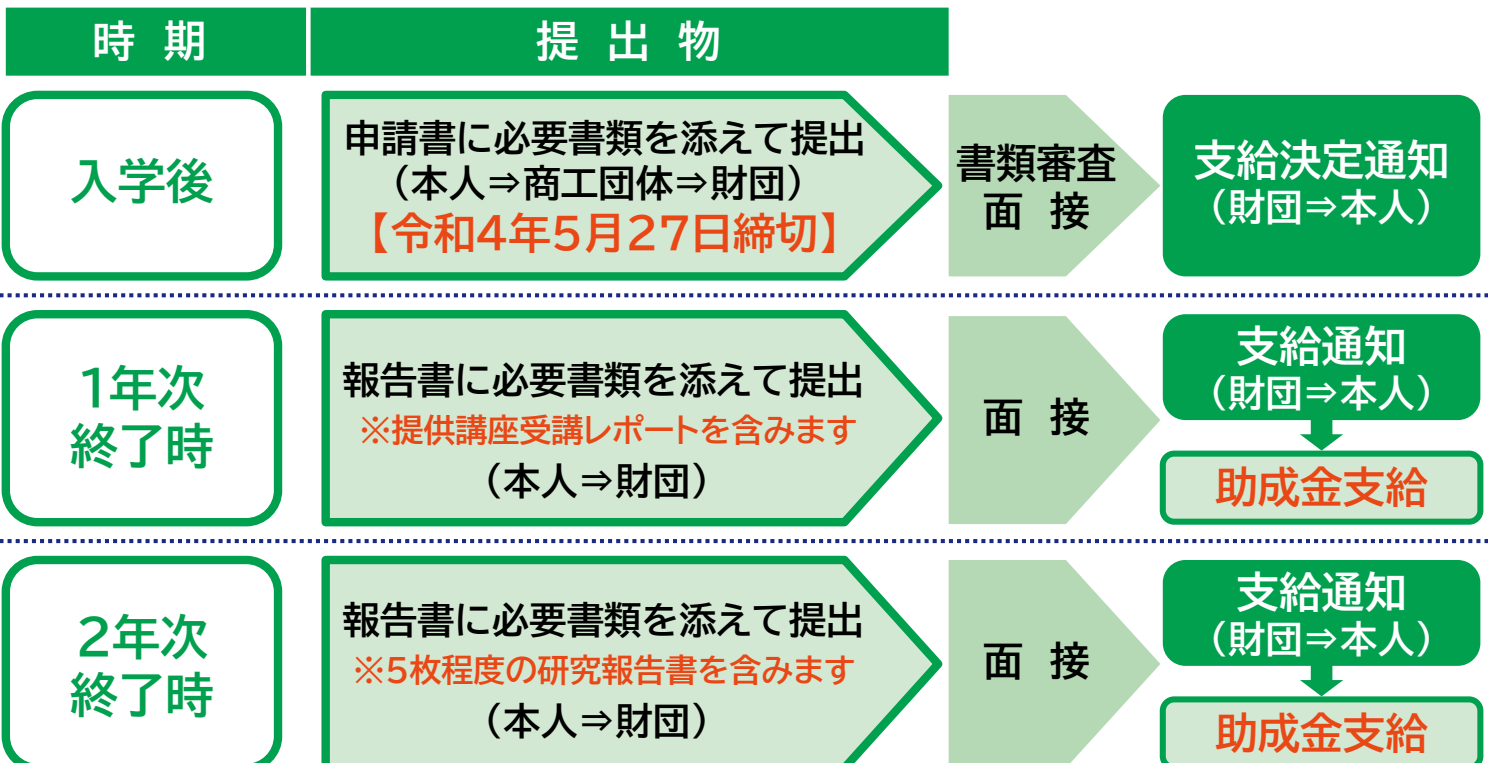 時期 提出物
入学後
申請書に必要書類を添えて提出
（本人⇒商工団体⇒財団）
【令和4年5月27日締切】
書類審査
面接
支給決定通知
（財団⇒本人）
1年次
終了時
報告書に必要書類を添えて提出
※提供講座受講レポートを含みます
（本人⇒財団）
面接
支給通知
（財団⇒本人）
助成金支給
2年次
終了時
報告書に必要書類を添えて提出
※5枚程度の研究報告書を含みます
（本人⇒財団）
面接
支給通知
（財団⇒本人）
助成金支給